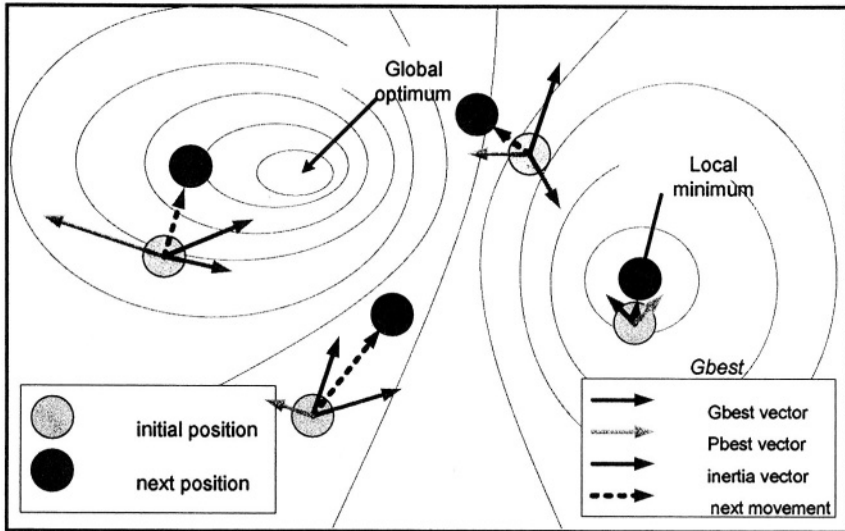 Global
optimum
Local
minimum
Gbest
initial position
next position
Gbest vector
Pbest vector
inertia vector
next movement